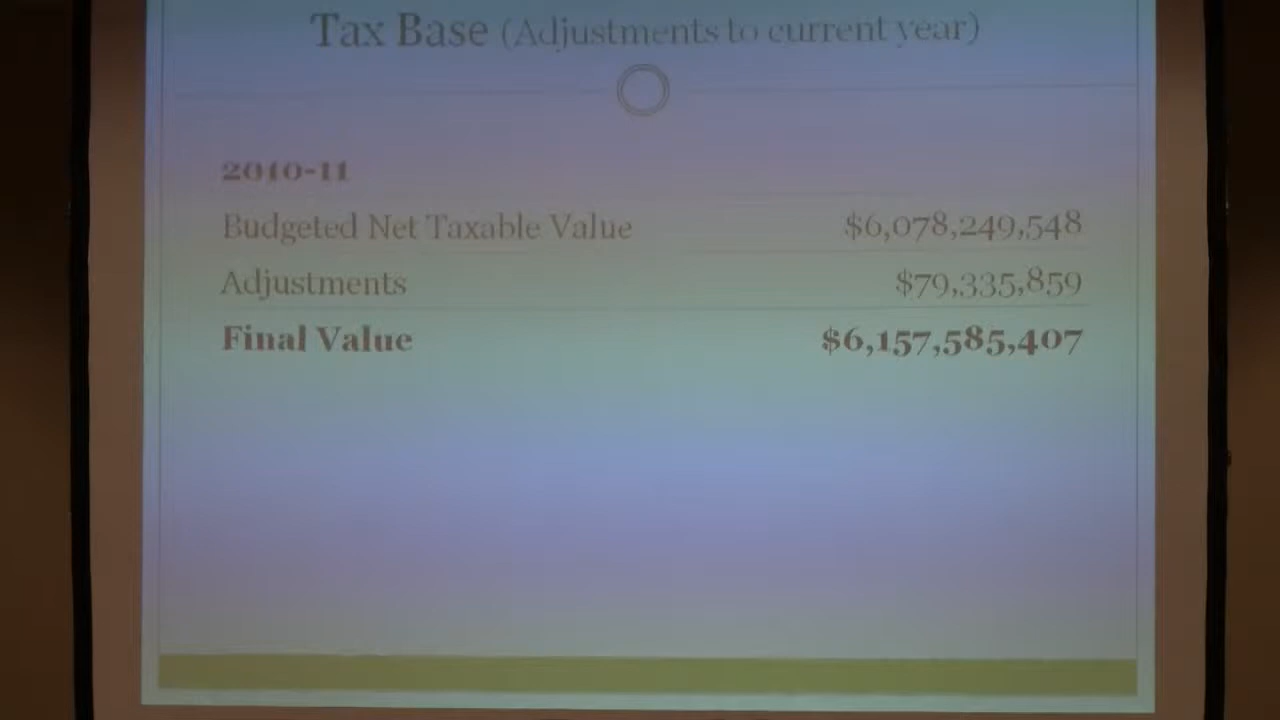 Tax Base (Adjustments to current year)
2010-11
Budgeted Net Taxable Value $6,078,249,548
Adjustments $79,335,859
Final Value $6,157,585,407